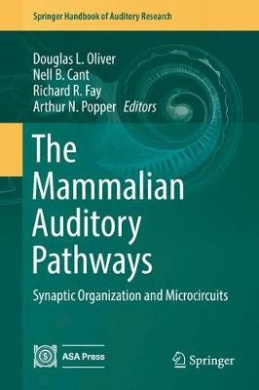 Springer Handbook of Auditory Research
Douglas L. Oliver
Nell B. Cant
Richard R. Fay
Arthur N. Popper Editors
The
Mammalian
Auditory
Pathways
Synaptic Organization and Microcircuits
S
ASA Press
Springer